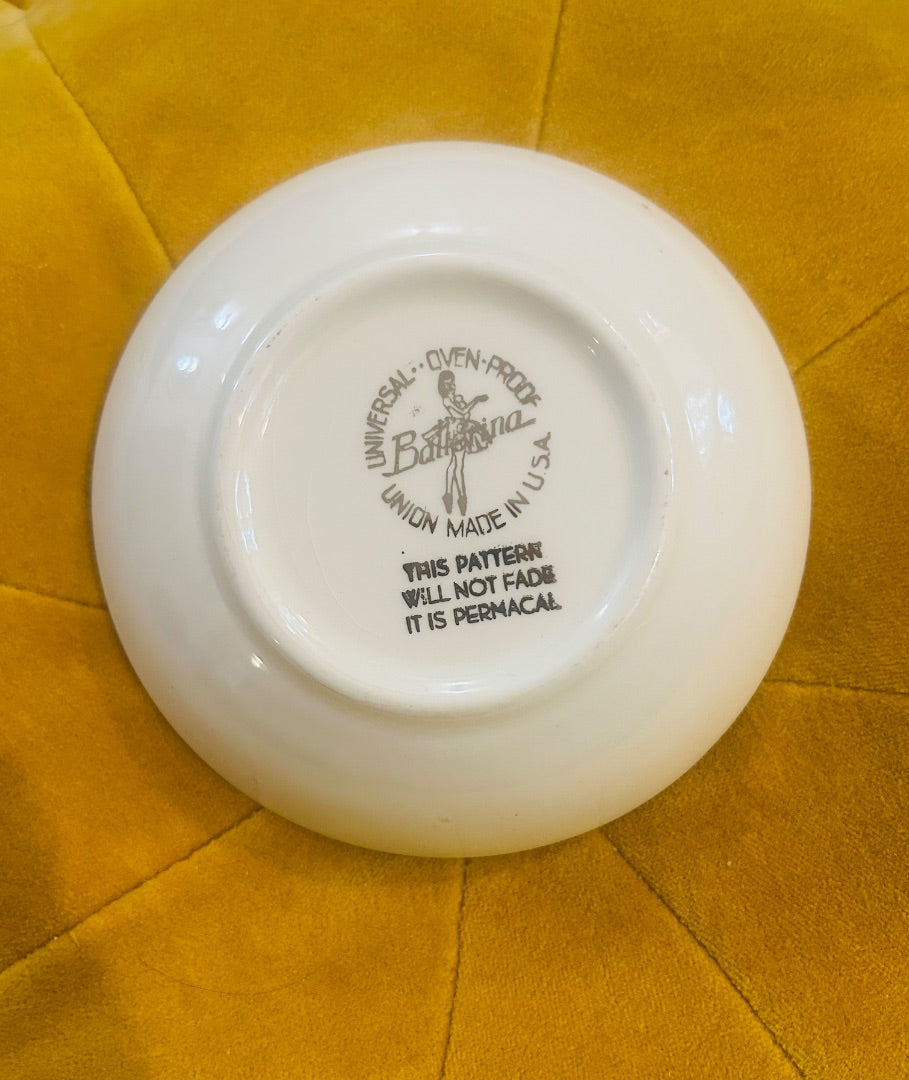 UNIVERSAL·:·OVEN-PROOF
Ballerina
UNION MADE IN U.S.A.
THIS PATTERN
WILL NOT FADE
IT IS PERMACAL